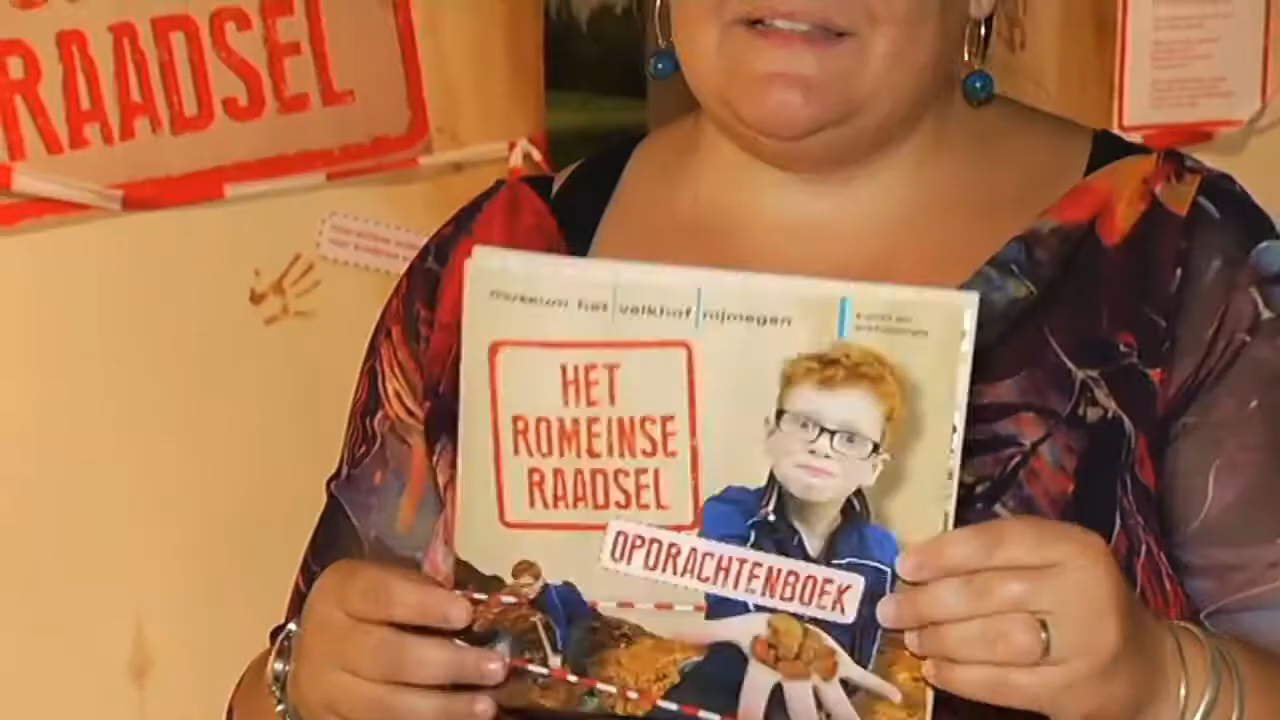 RAADSEL
museum het valkhof nijmegen
HET
ROMEINSE
RAADSEL
OPDRACHTENBOEK